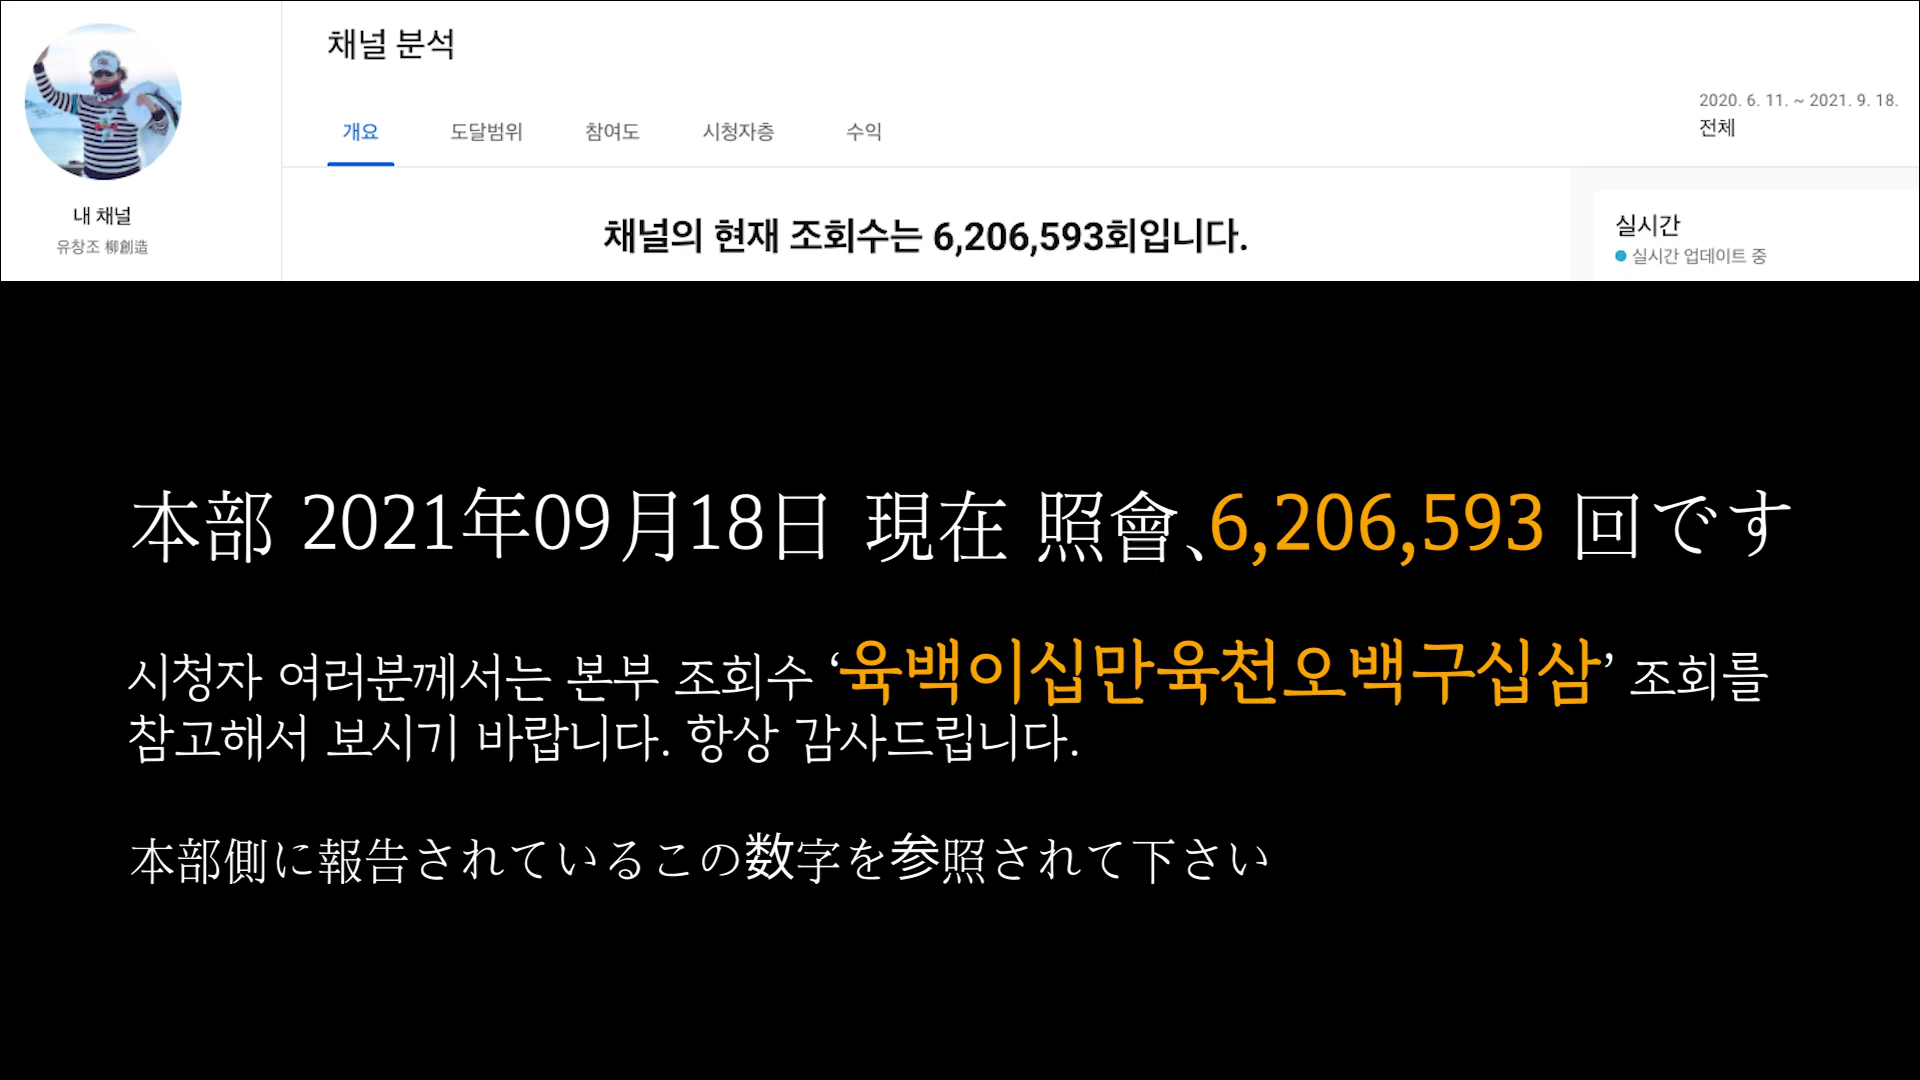 채널 분석
2020. 6. 11. ~ 2021. 9. 18.
전체
개요 도달범위 참여도 시청자층 수익
내 채널
유창조 柳創造
채널의 현재 조회수는 6,206,593회입니다.
실시간
실시간 업데이트 중
本部 2021年09月18日 現在 照會、6,206,593 回です
시청자 여러분께서는 본부 조회수 ‘육백이십만육천오백구십삼’ 조회를
참고해서 보시기 바랍니다. 항상 감사드립니다.
本部側に報告されているこの数字を参照されて下さい